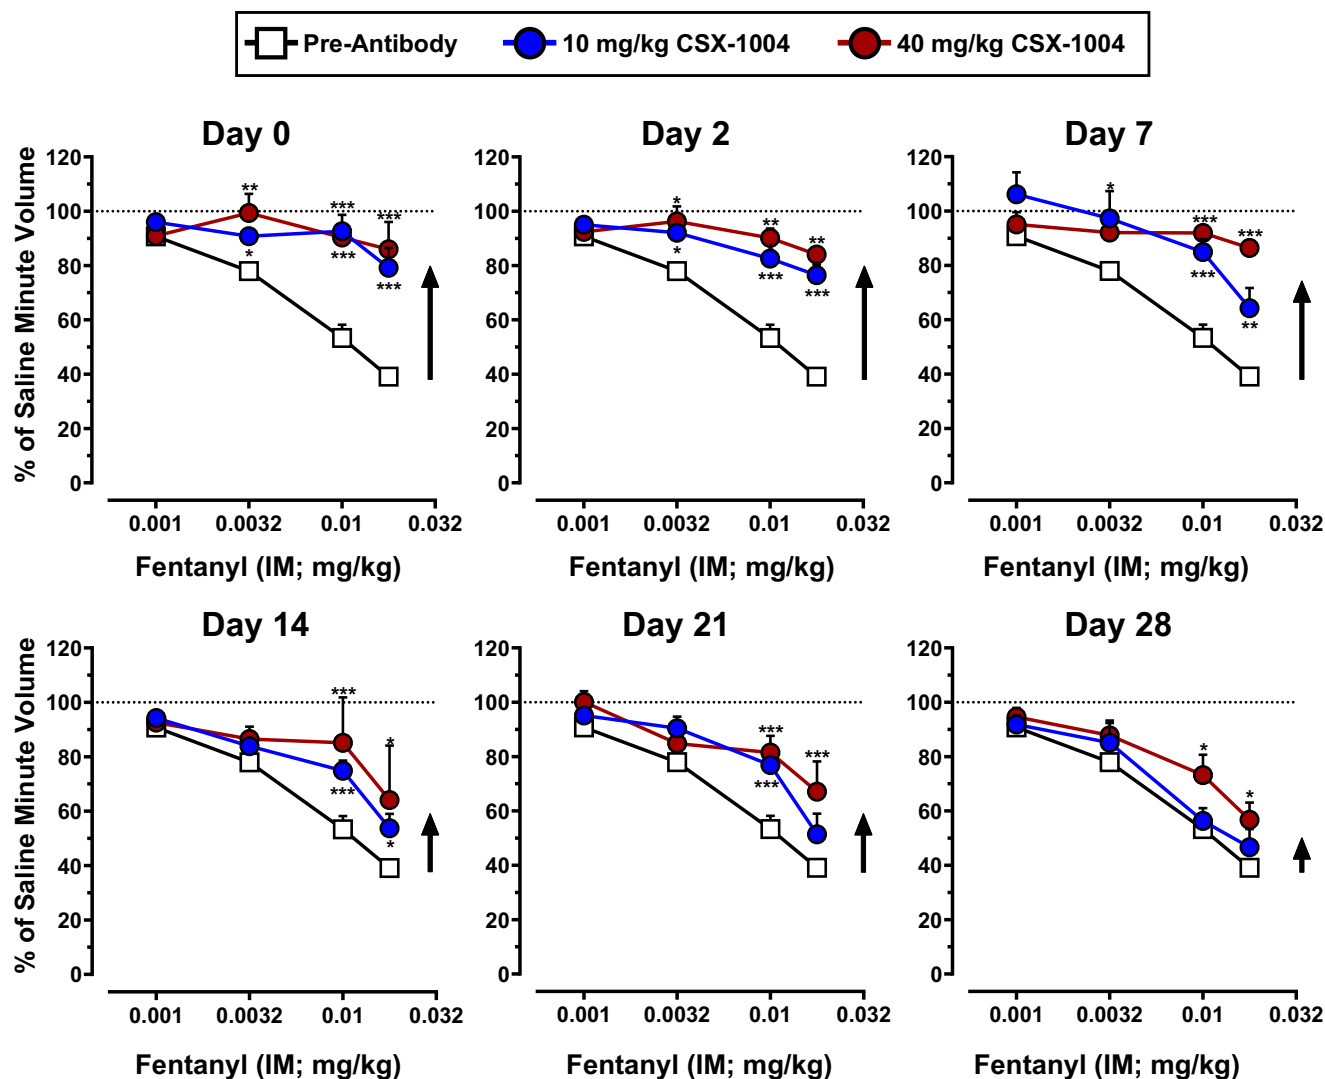 Pre-Antibody 10 mg/kg CSX-1004 40 mg/kg CSX-1004
Day 0 Day 2 Day 7
% of Saline Minute Volume
120 120 120
100 100 100
80 80 80
60 60 60
40 40 40
20 20 20
0 0 0
** *** *** * *** *** * ** ** * *** *** * *** *** *** **
0.001 0.0032 0.01 0.032 0.001 0.0032 0.01 0.032 0.001 0.0032 0.01 0.032
Fentanyl (IM; mg/kg) Fentanyl (IM; mg/kg) Fentanyl (IM; mg/kg)
Day 14 Day 21 Day 28
% of Saline Minute Volume
120 120 120
100 100 100
80 80 80
60 60 60
40 40 40
20 20 20
0 0 0
*** * *** * *** *** *** * *
0.001 0.0032 0.01 0.032 0.001 0.0032 0.01 0.032 0.001 0.0032 0.01 0.032
Fentanyl (IM; mg/kg) Fentanyl (IM; mg/kg) Fentanyl (IM; mg/kg)